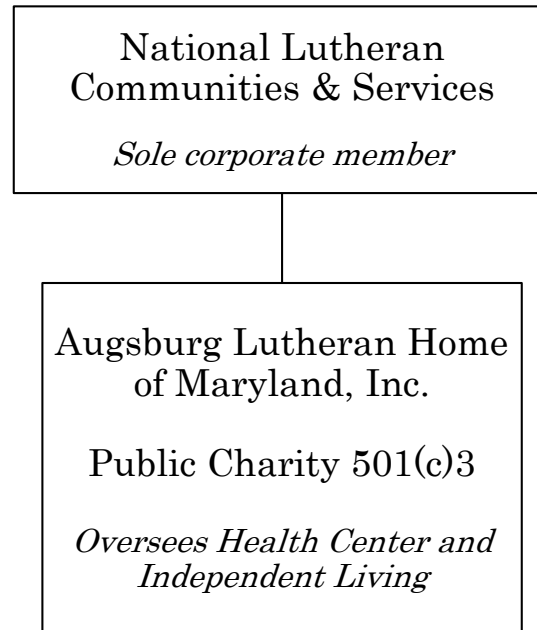 National Lutheran
Communities & Services
Sole corporate member
Augsburg Lutheran Home
of Maryland, Inc.
Public Charity 501(c)3
Oversees Health Center and
Independent Living